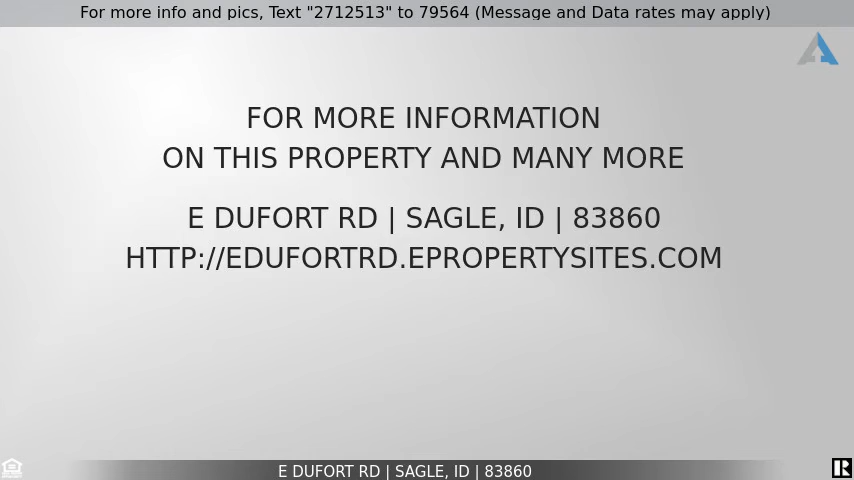 For more info and pics, Text "2712513" to 79564 (Message and Data rates may apply)
FOR MORE INFORMATION
ON THIS PROPERTY AND MANY MORE
E DUFORT RD | SAGLE, ID | 83860
HTTP://EDUFORTRD.EPROPERTYSITES.COM
E DUFORT RD | SAGLE, ID | 83860